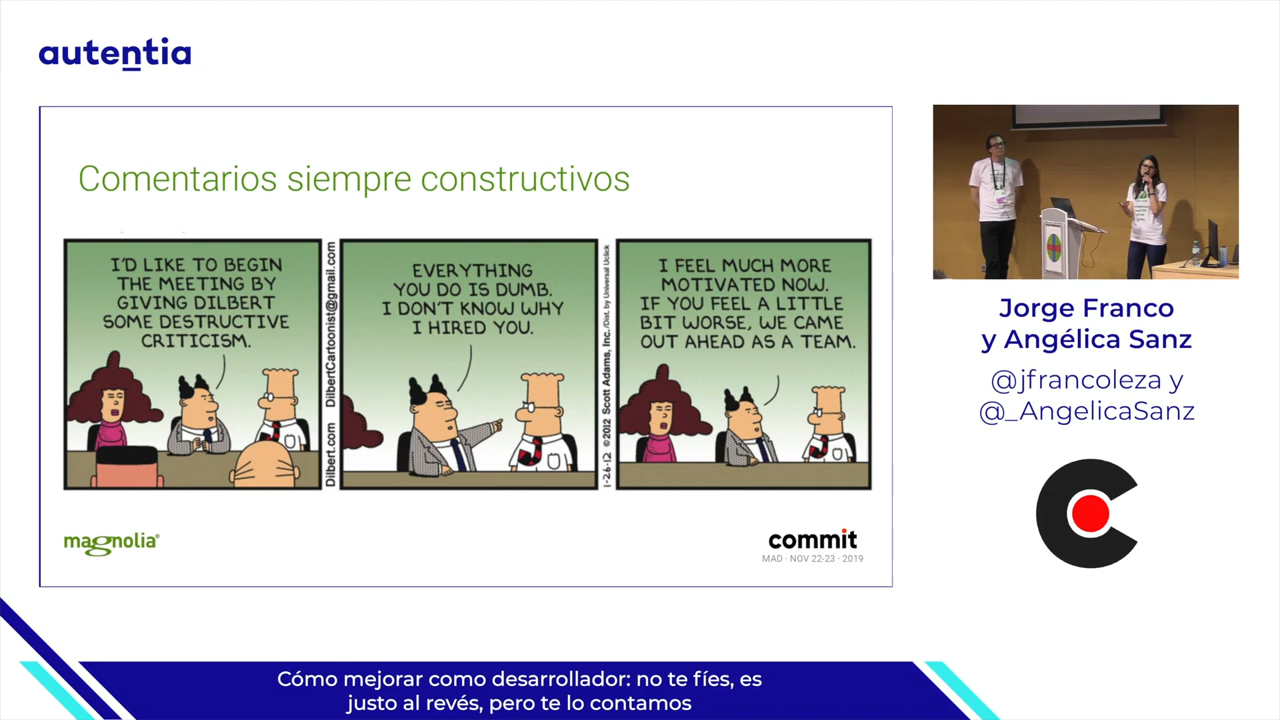 autentia
Comentarios siempre constructivos
I'D LIKE TO BEGIN
THE MEETING BY
GIVING DILBERT
SOME DESTRUCTIVE
CRITICISM.
Dilbert.com DilbertCartoonist@gmail.com
EVERYTHING
YOU DO IS DUMB.
I DON'T KNOW WHY
I HIRED YOU.
1-26-12 ©2012 Scott Adams, Inc. /Dist. by Universal Uclick
I FEEL MUCH MORE
MOTIVATED NOW.
IF YOU FEEL A LITTLE
BIT WORSE, WE CAME
OUT AHEAD AS A TEAM.
magnolia®
commit
MAD · NOV 22-23 · 2019
Jorge Franco
y Angélica Sanz
@jfrancoleza y
@_AngelicaSanz
Cómo mejorar como desarrollador: no te fíes, es
justo al revés, pero te lo contamos